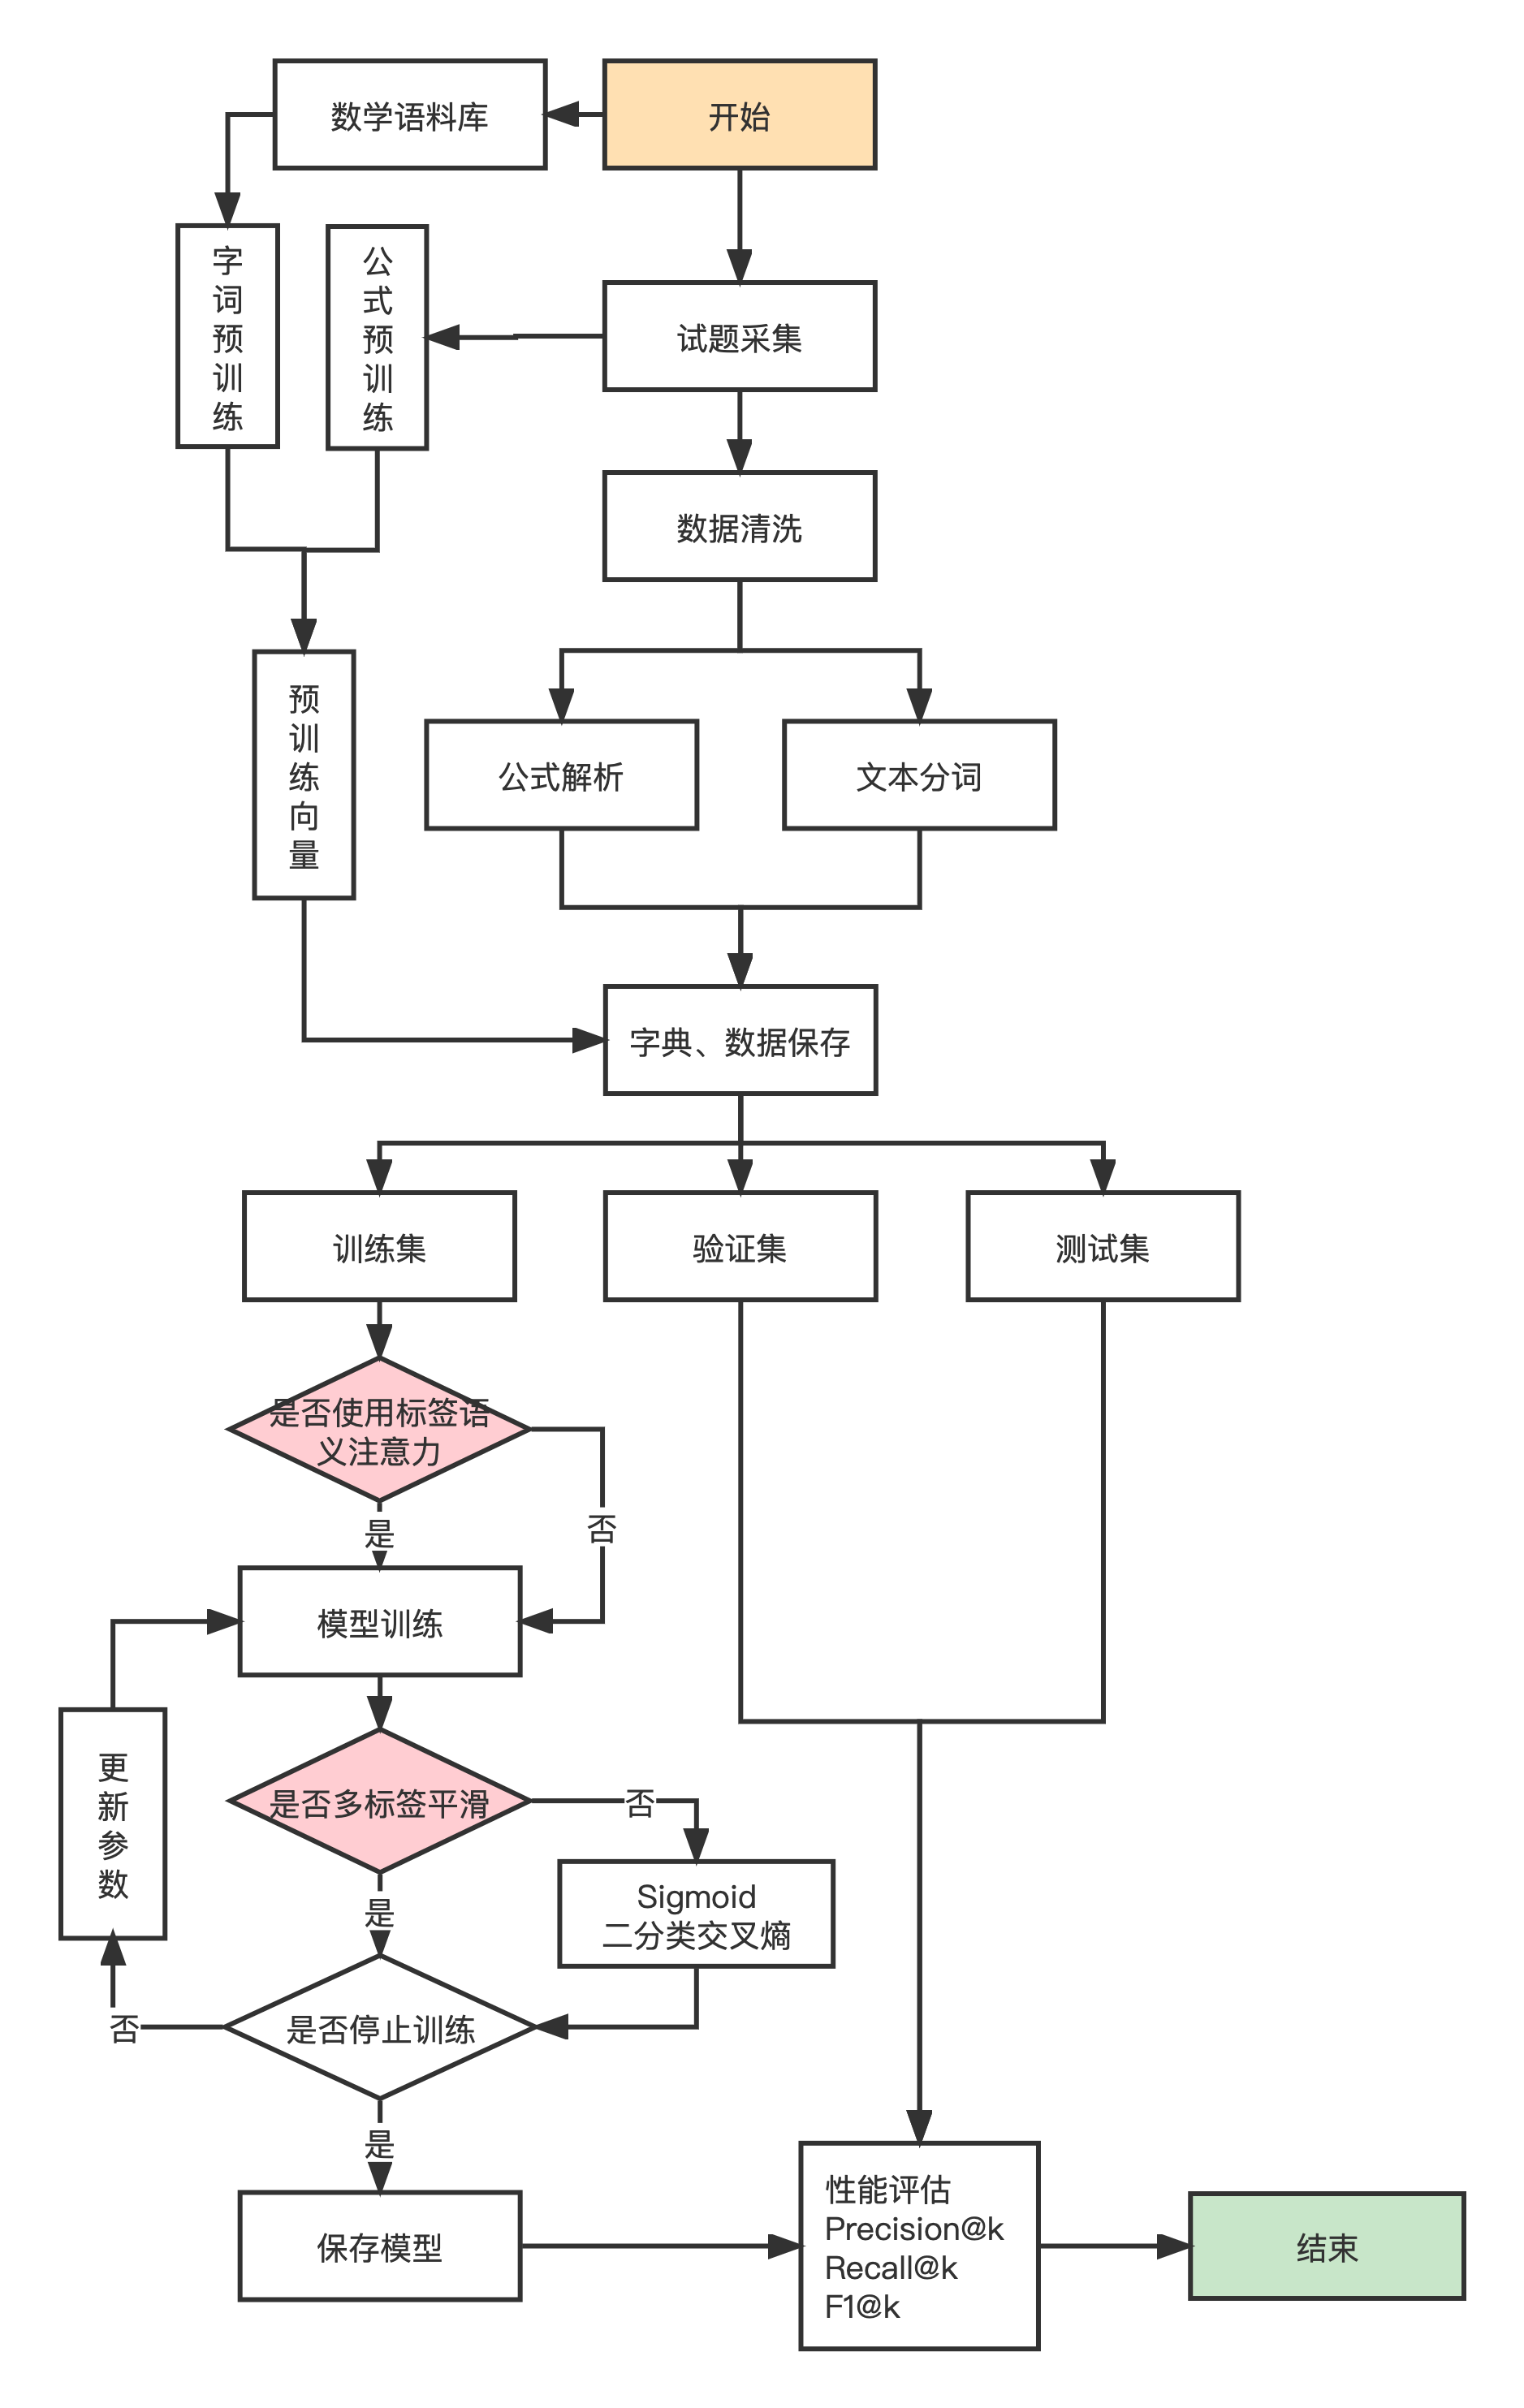 数学语料库
开始
字
词
预
训
练
公
式
预
训
练
试题采集
数据清洗
预
训
练
向
量
公式解析
文本分词
字典、数据保存
训练集
验证集
测试集
是否使用标签语
义注意力
是
否
模型训练
更
新
参
数
是否多标签平滑
否
是
Sigmoid
二分类交叉熵
否
是否停止训练
是
保存模型
性能评估
Precision@k
Recall@k
F1@k
结束